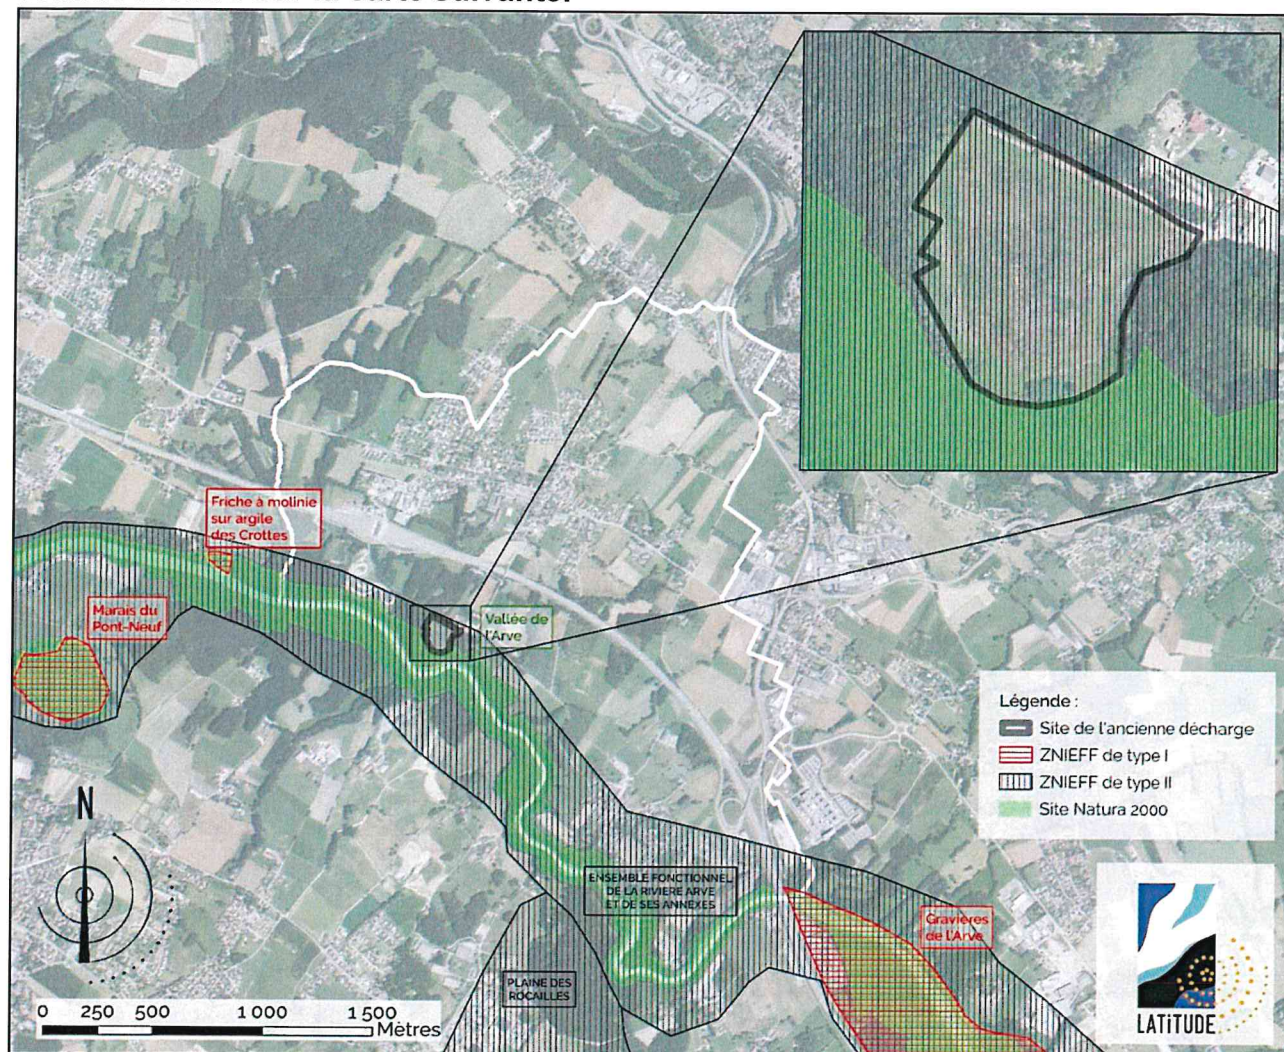 Friche à molinie
sur argile
des Crottes
Marais du
Pont-Neuf
Vallée de
l'Arve
Légende :
Site de l'ancienne décharge
ZNIEFF de type I
ZNIEFF de type II
Site Natura 2000
N
ENSEMBLE FONCTIONNEL
DE LA RIVIERE ARVE
ET DE SES ANNEXES
Gravières
de l'Arve
PLAINE DES
ROCAILLES
0 250 500 1 000 1 500
Mètres
LATITUDE